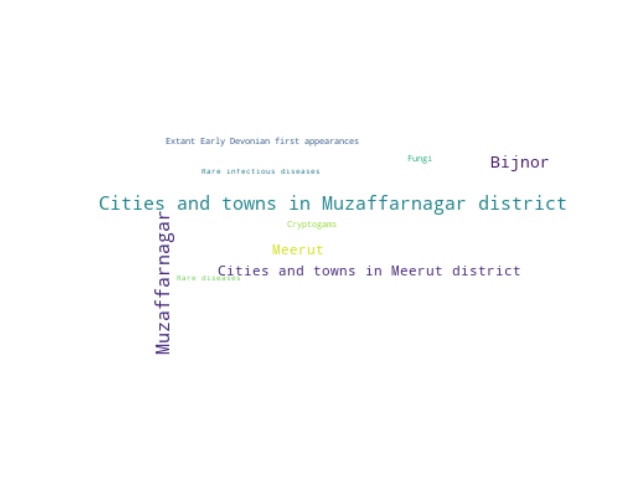 Extant Early Devonian first appearances
Fungi
Bijnor
Rare infectious diseases
Cities and towns in Muzaffarnagar district
Muzaffarnagar
Cryptogams
Meerut
Cities and towns in Meerut district
Rare diseases